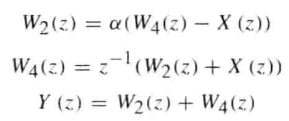 W₂(z) = α(W₄(z) − X (z))
W₄(z) = z⁻¹(W₂(z) + X (z))
Y (z) = W₂(z) + W₄(z)